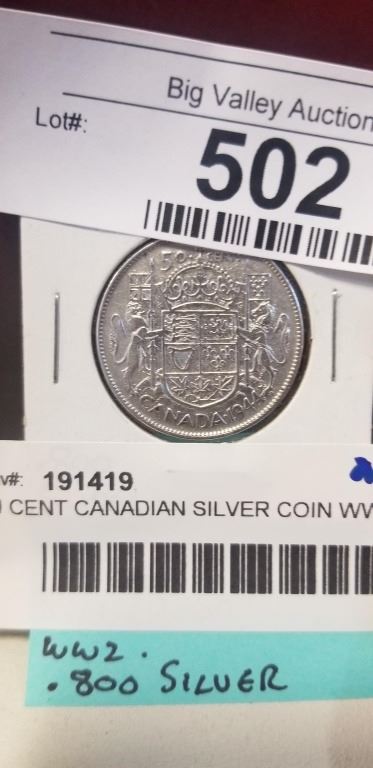 Big Valley Auction
Lot#:
502
50
CANADA 1944
v#: 191419
CENT CANADIAN SILVER COIN WW
WW2.
.800 SILVER